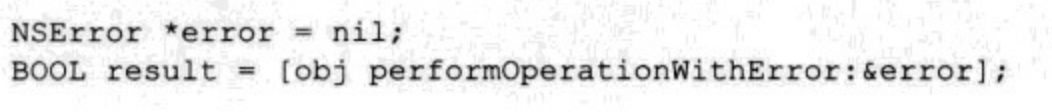 NSError *error = nil;
BOOL result = [obj performOperationWithError:&error];